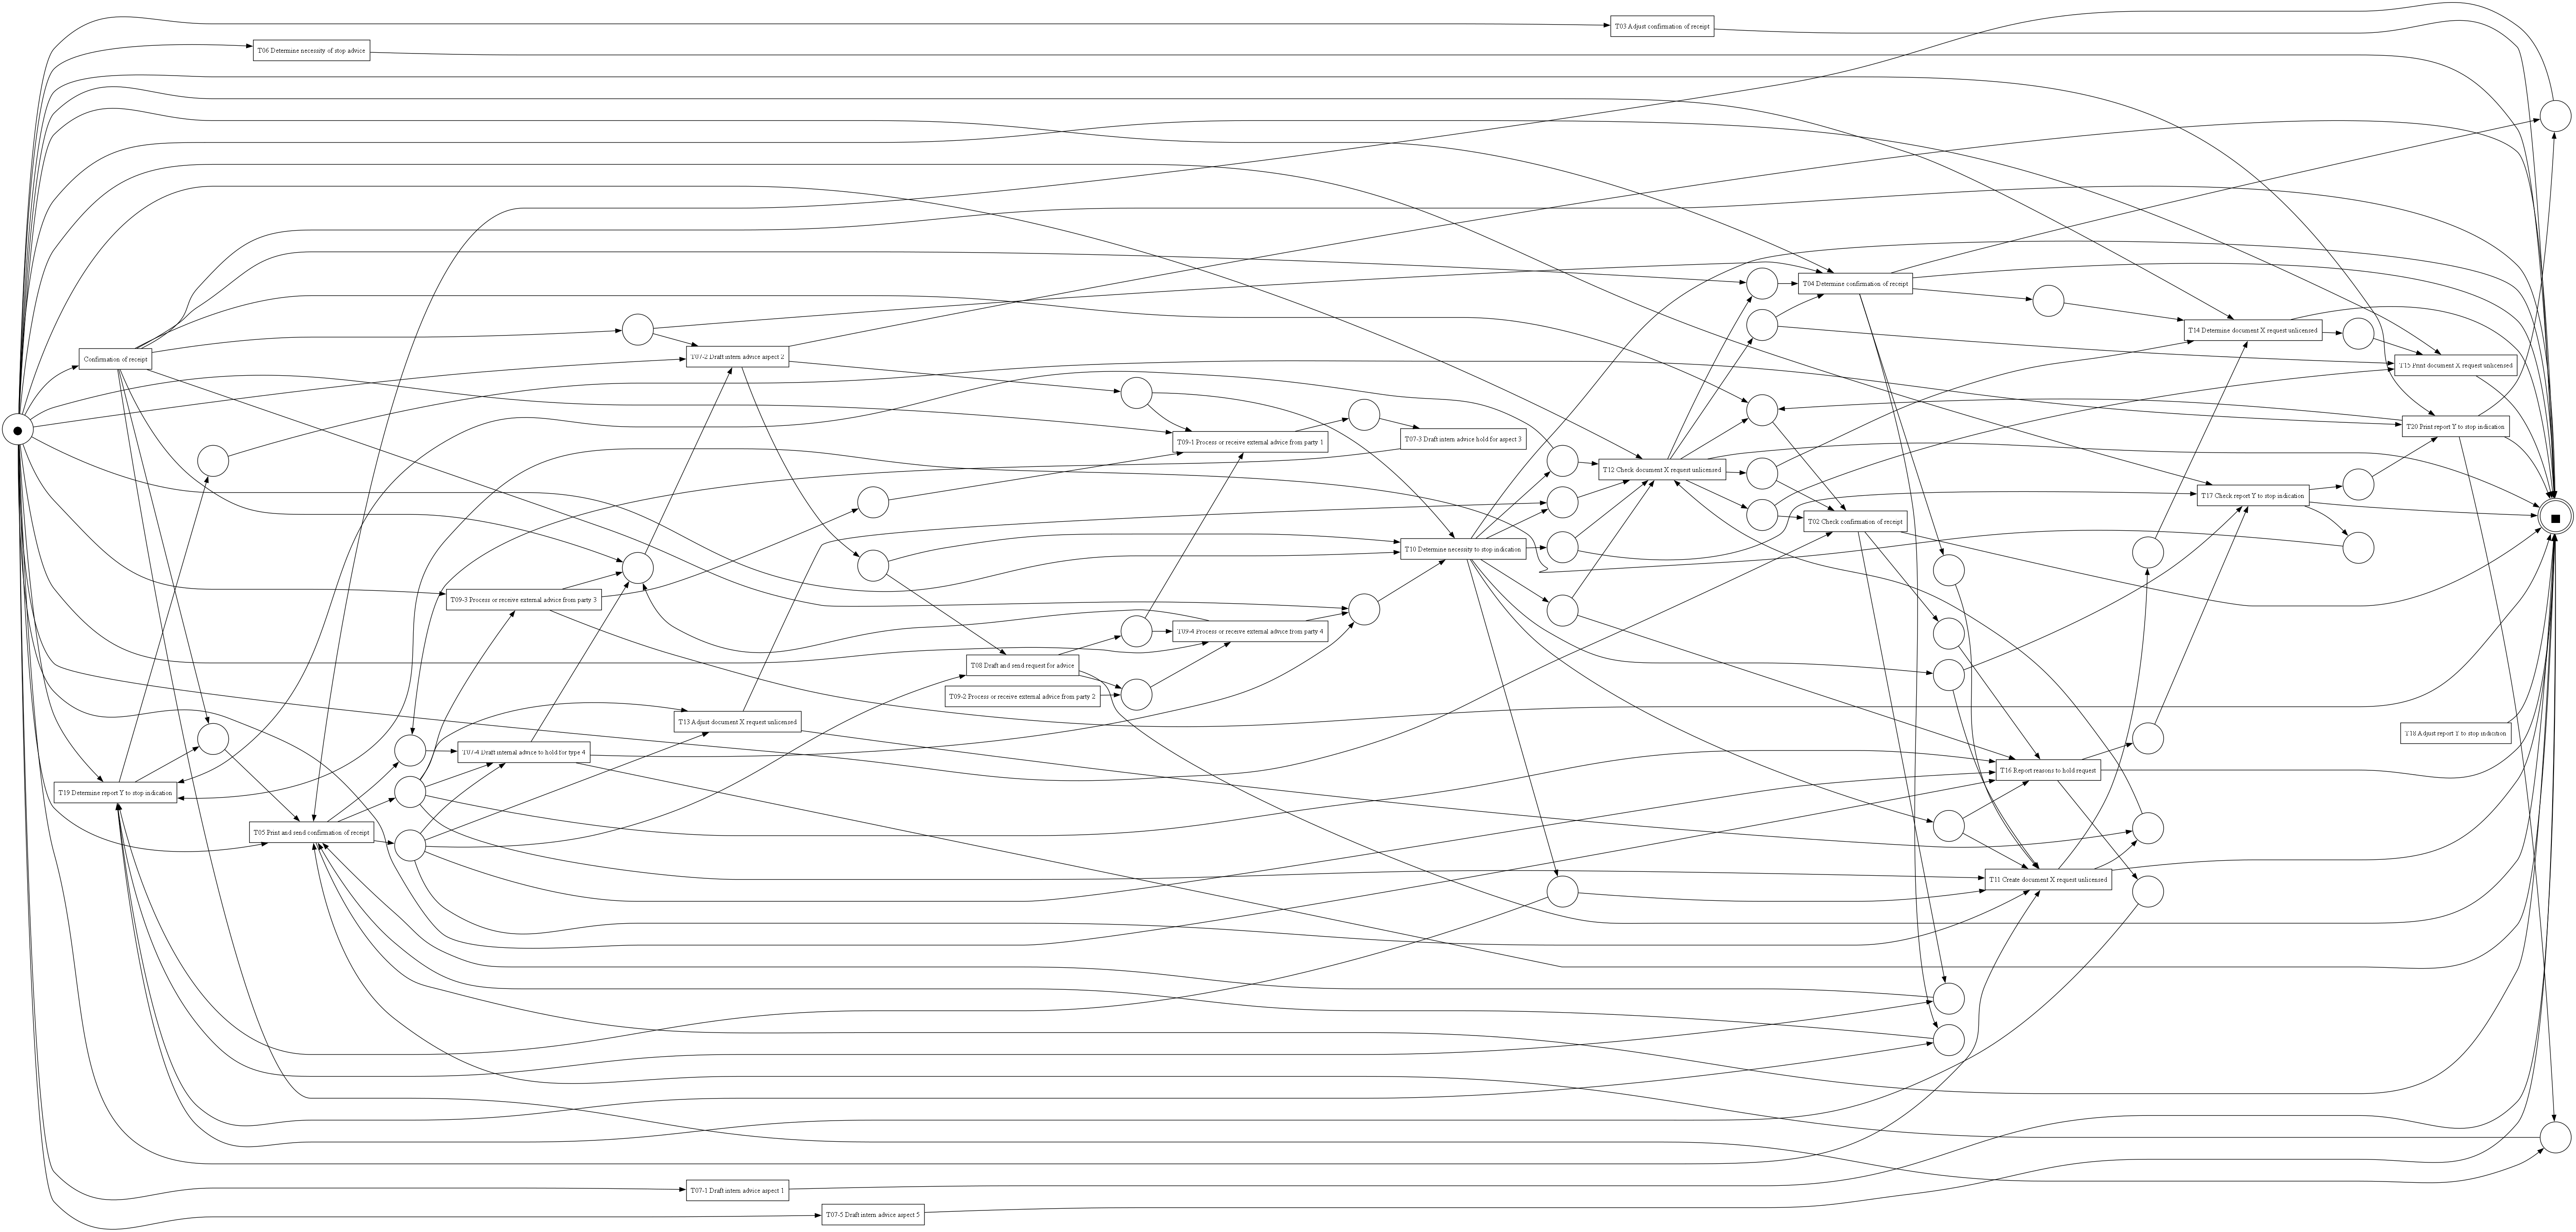 T03 Adjust confirmation of receipt
T06 Determine necessity of stop advice
T04 Determine confirmation of receipt
T14 Determine document X request unlicensed
Confirmation of receipt
T07-2 Draft intern advice aspect 2
T15 Print document X request unlicensed
T20 Print report Y to stop indication
T09-1 Process or receive external advice from party 1
T07-3 Draft intern advice hold for aspect 3
T12 Check document X request unlicensed
T17 Check report Y to stop indication
T02 Check confirmation of receipt
T10 Determine necessity to stop indication
T09-3 Process or receive external advice from party 3
T09-4 Process or receive external advice from party 4
T08 Draft and send request for advice
T09-2 Process or receive external advice from party 2
T13 Adjust document X request unlicensed
T18 Adjust report Y to stop indication
T07-4 Draft internal advice to hold for type 4
T16 Report reasons to hold request
T19 Determine report Y to stop indication
T05 Print and send confirmation of receipt
T11 Create document X request unlicensed
T07-1 Draft intern advice aspect 1
T07-5 Draft intern advice aspect 5